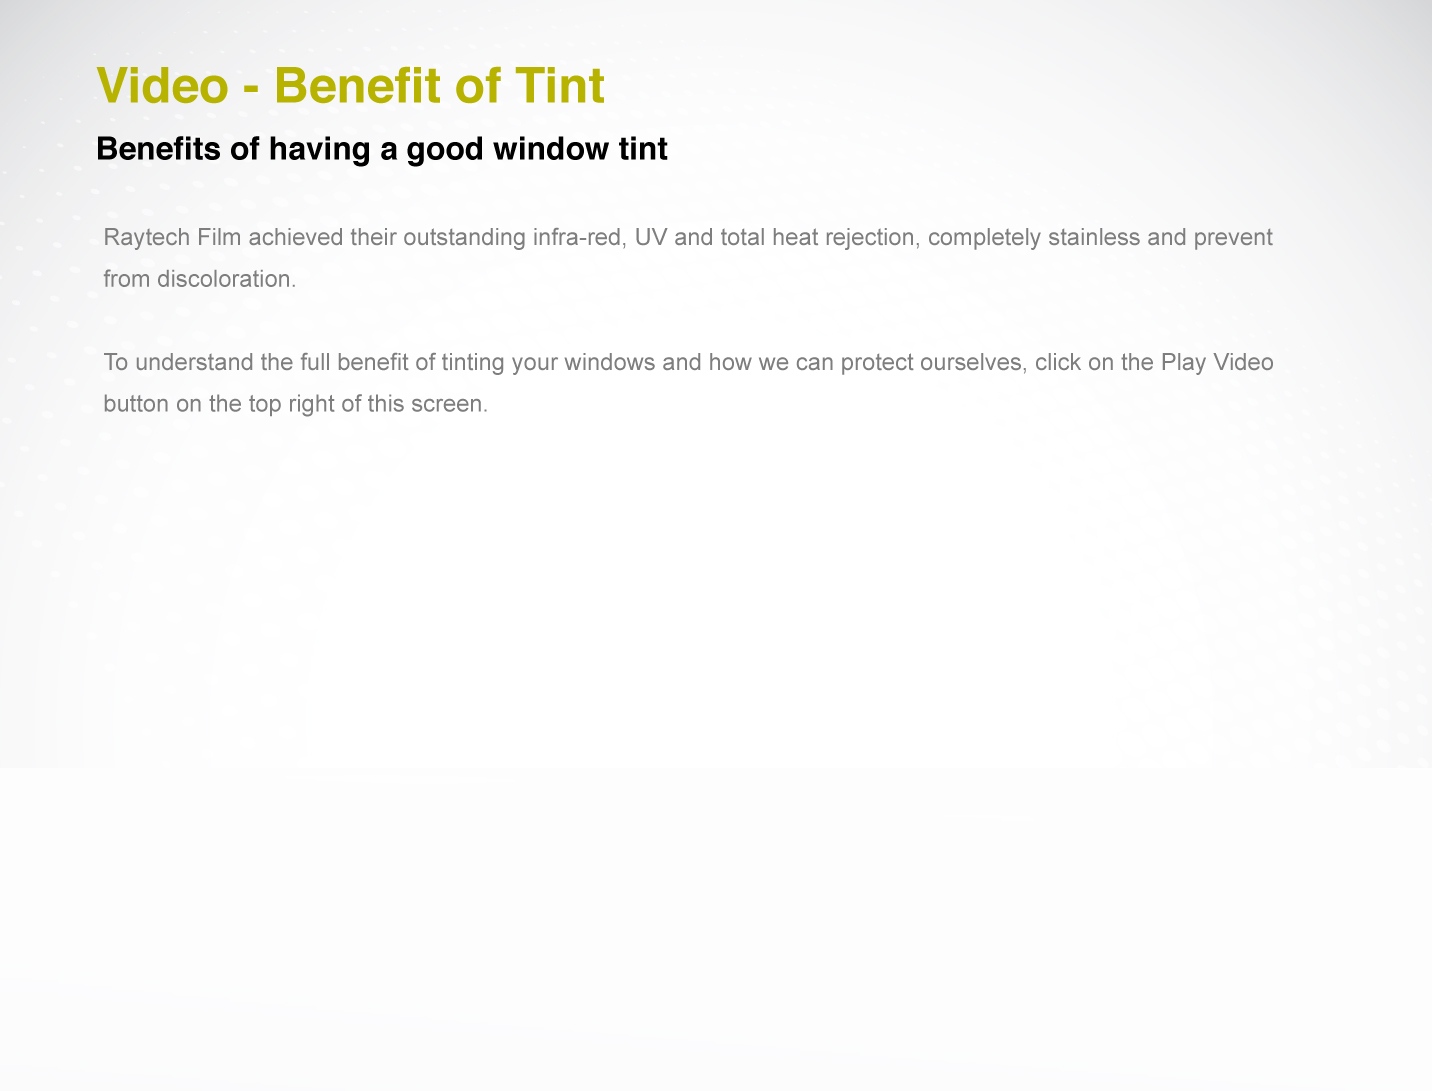 Video - Benefit of Tint
Benefits of having a good window tint
Raytech Film achieved their outstanding infra-red, UV and total heat rejection, completely stainless and prevent
from discoloration.
To understand the full benefit of tinting your windows and how we can protect ourselves, click on the Play Video
button on the top right of this screen.